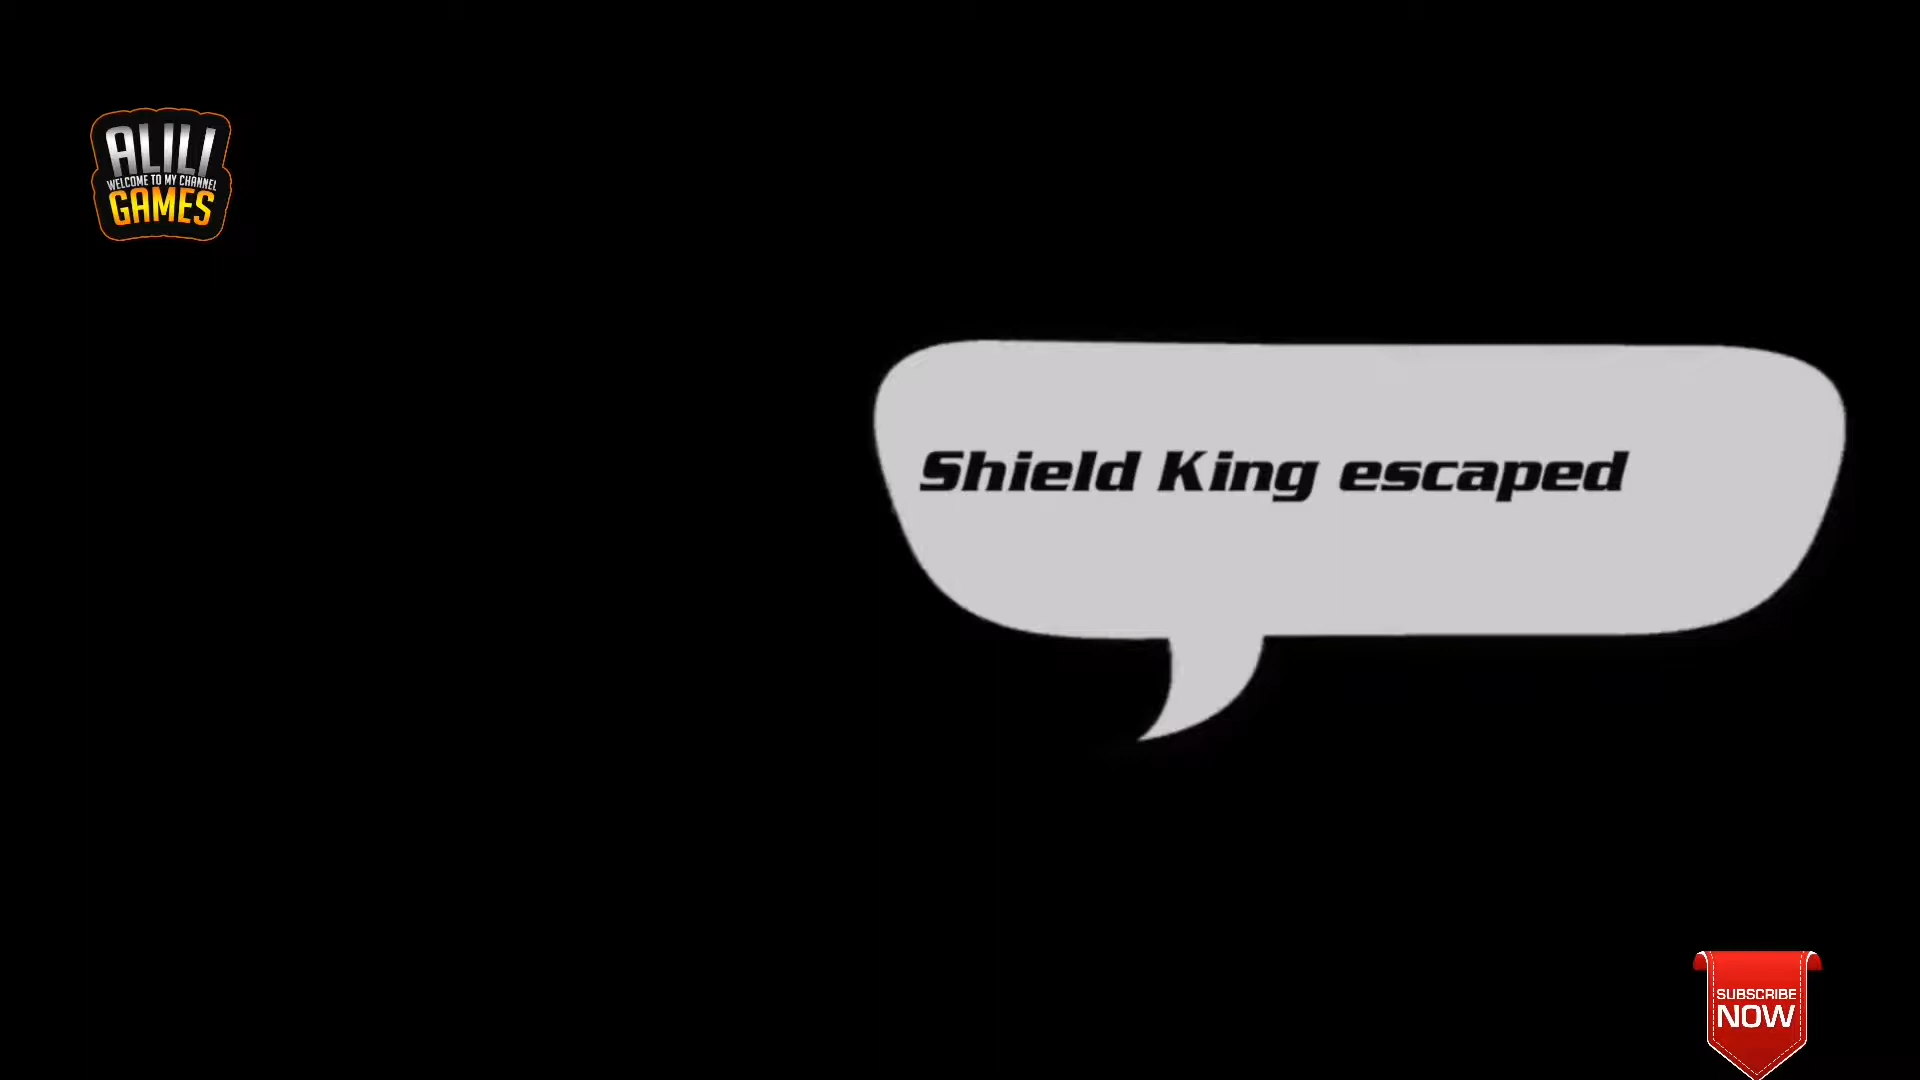 ALILI
WELCOME TO MY CHANNEL
GAMES
Shield King escaped
SUBSCRIBE
NOW